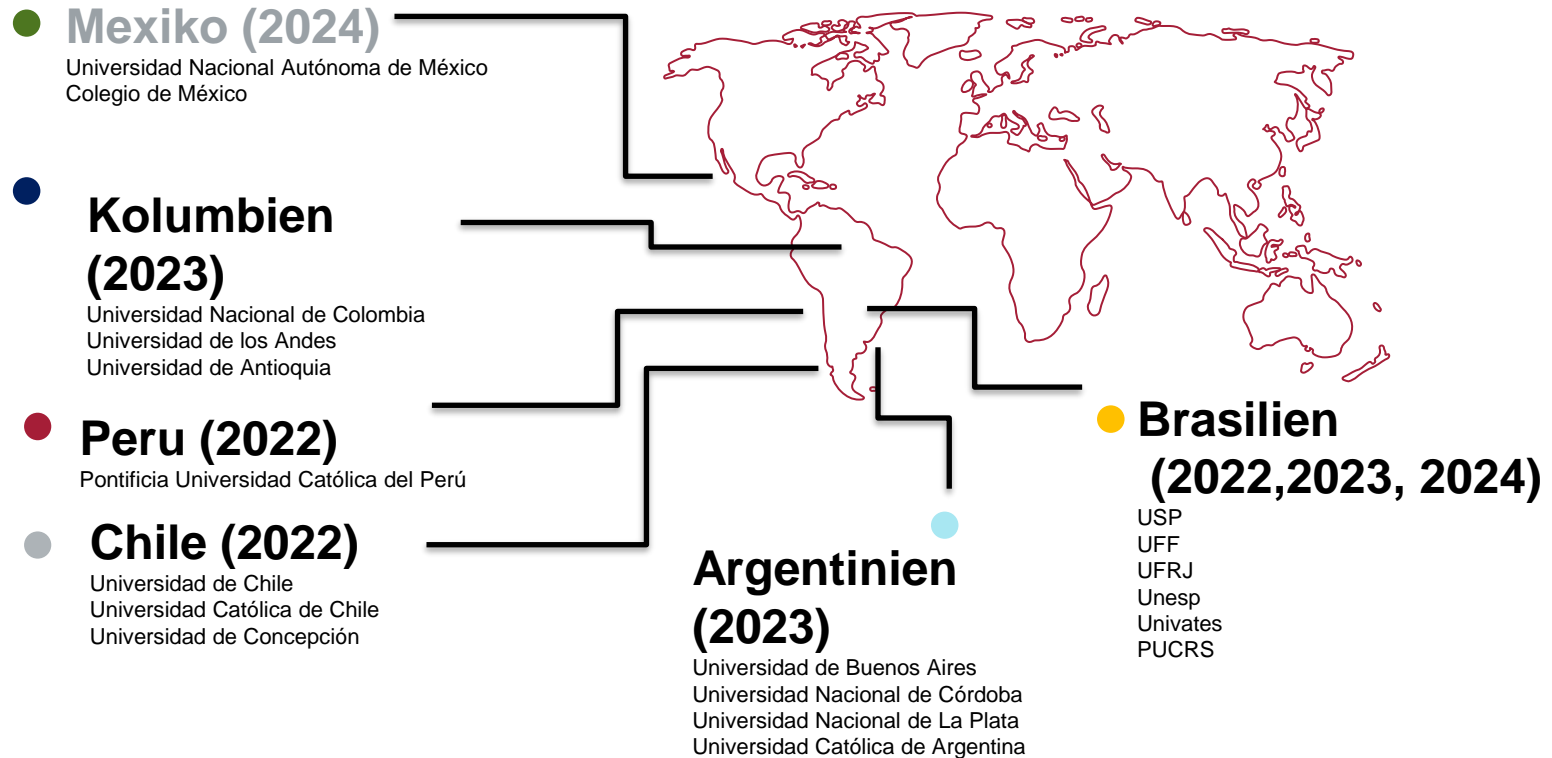 Mexiko (2024)
Universidad Nacional Autónoma de México
Colegio de México
Kolumbien
(2023)
Universidad Nacional de Colombia
Universidad de los Andes
Universidad de Antioquia
Peru (2022)
Pontificia Universidad Católica del Perú
Chile (2022)
Universidad de Chile
Universidad Católica de Chile
Universidad de Concepción
Argentinien
(2023)
Universidad de Buenos Aires
Universidad Nacional de Córdoba
Universidad Nacional de La Plata
Universidad Católica de Argentina
Brasilien
(2022,2023, 2024)
USP
UFF
UFRJ
Unesp
Univates
PUCRS